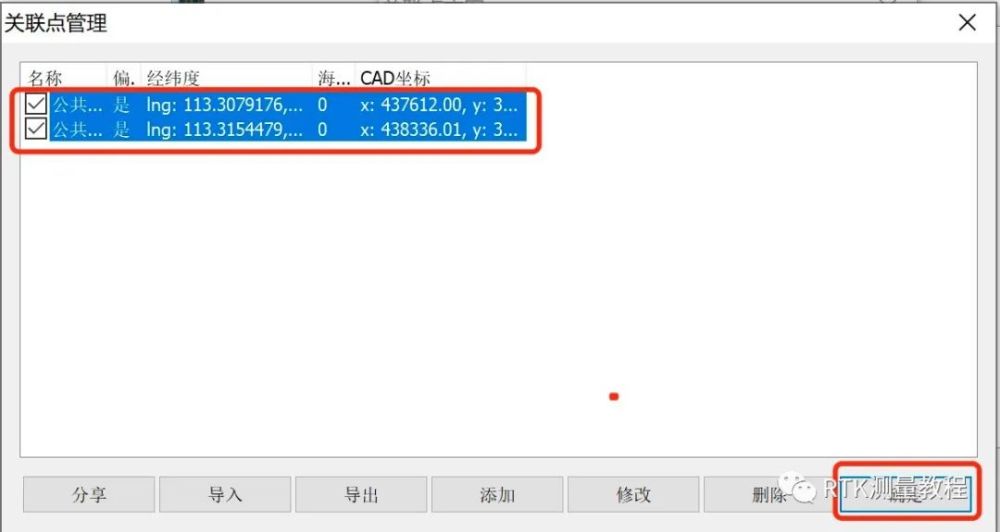 关联点管理
名称 偏. 经纬度 海... CAD坐标
公共... 是 lng: 113.3079176,... 0 x: 437612.00, y: 3...
公共... 是 lng: 113.3154479,... 0 x: 438336.01, y: 3...
分享 导入 导出 添加 修改 删除 确定
RTK测量教程